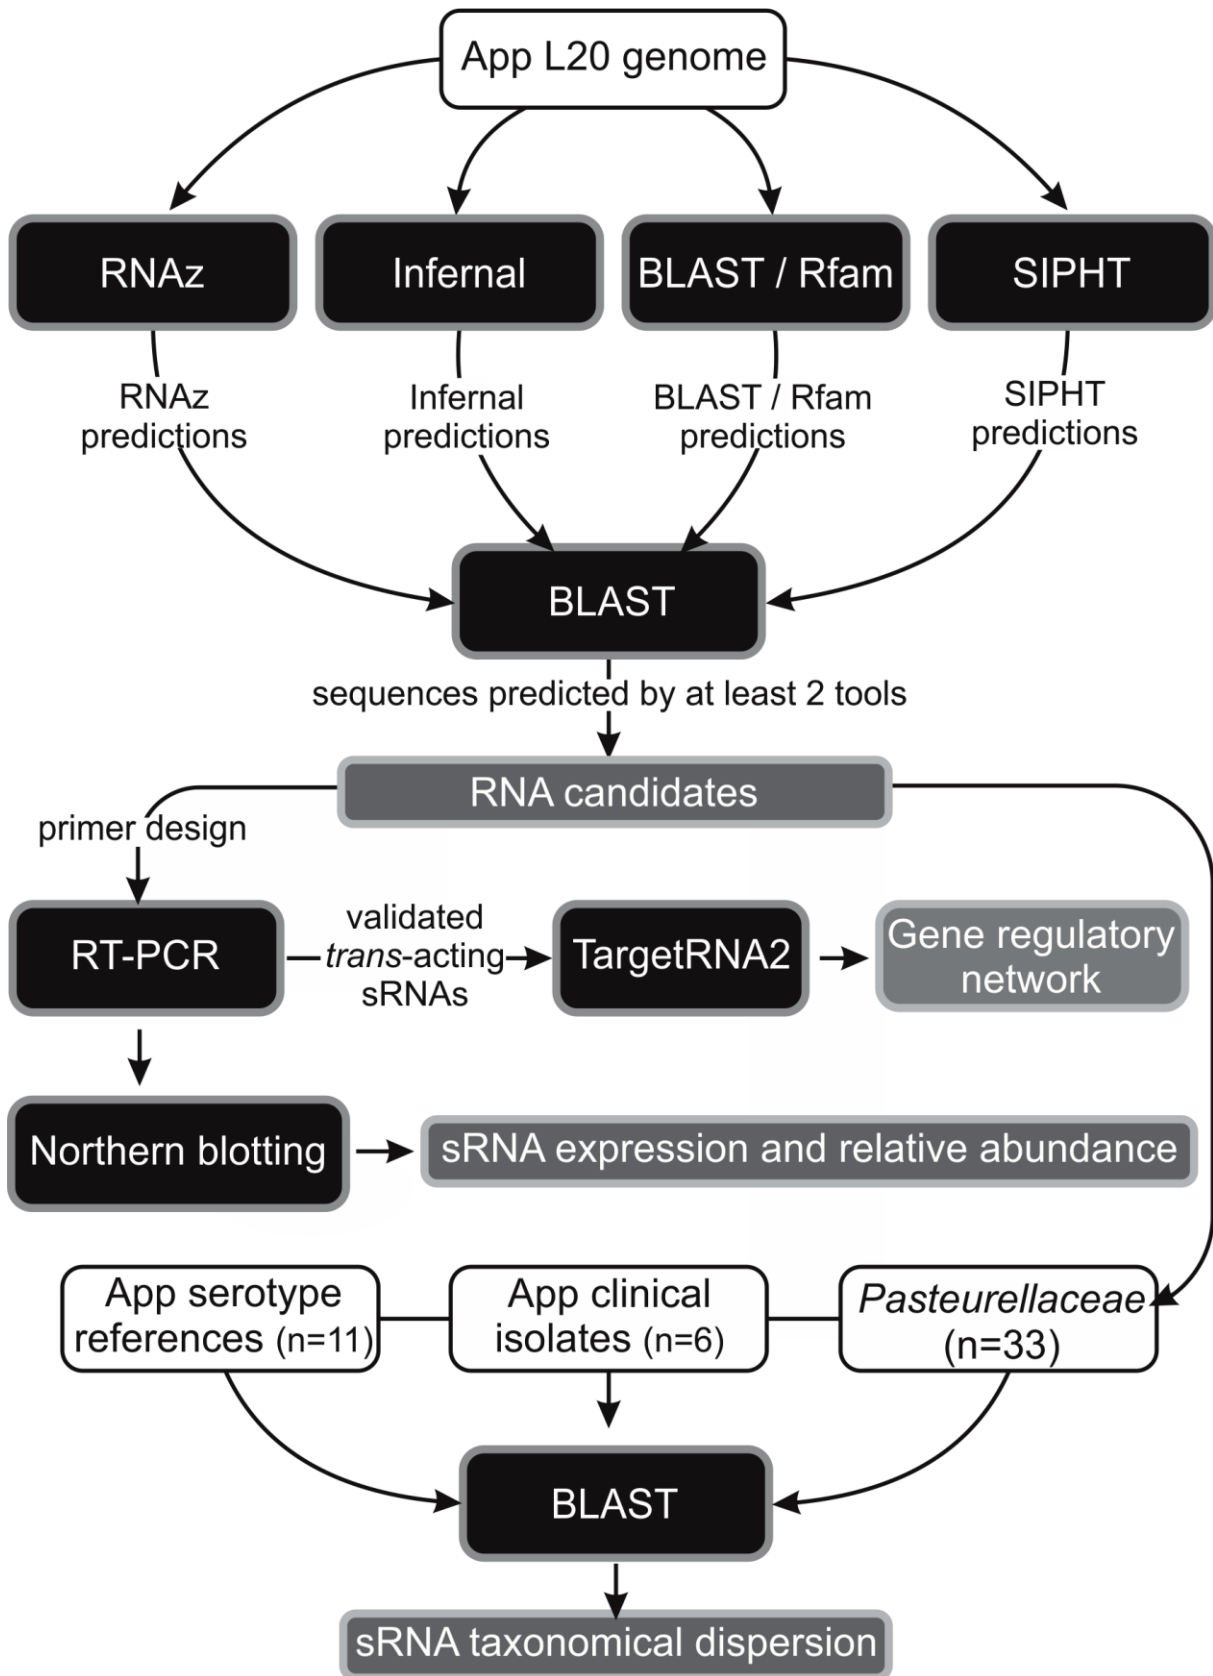 App L20 genome
RNAz
Infernal
BLAST / Rfam
SIPHT
RNAz
predictions
Infernal
predictions
BLAST / Rfam
predictions
SIPHT
predictions
BLAST
sequences predicted by at least 2 tools
RNA candidates
primer design
RT-PCR
validated
trans-acting
sRNAs
TargetRNA2
Gene regulatory
network
Northern blotting
sRNA expression and relative abundance
App serotype
references (n=11)
App clinical
isolates (n=6)
Pasteurellaceae
(n=33)
BLAST
sRNA taxonomical dispersion